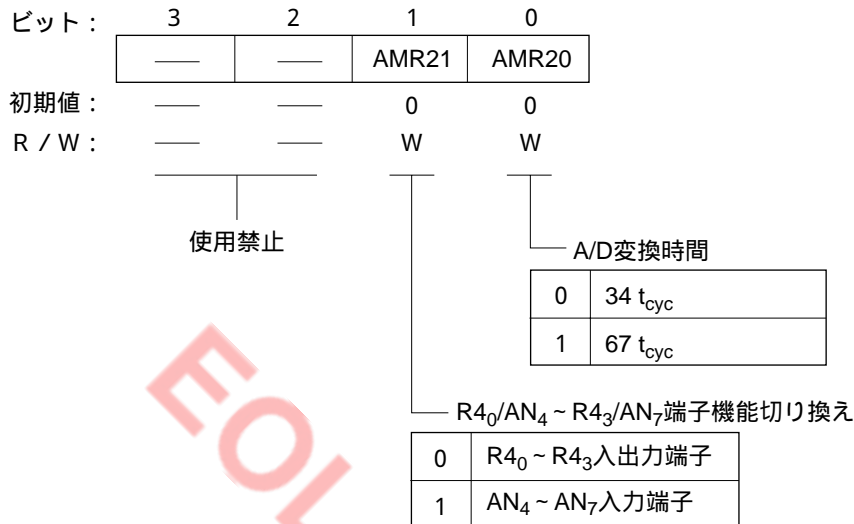 ビット： 3 2 1 0
―― ―― AMR21 AMR20
初期値： ―― ―― 0 0
R／W： ―― ―― W W
使用禁止
A/D変換時間
0 34 tcyc
1 67 tcyc
R40/AN4～R43/AN7端子機能切り換え
0 R40～R43入出力端子
1 AN4～AN7入力端子
EOL